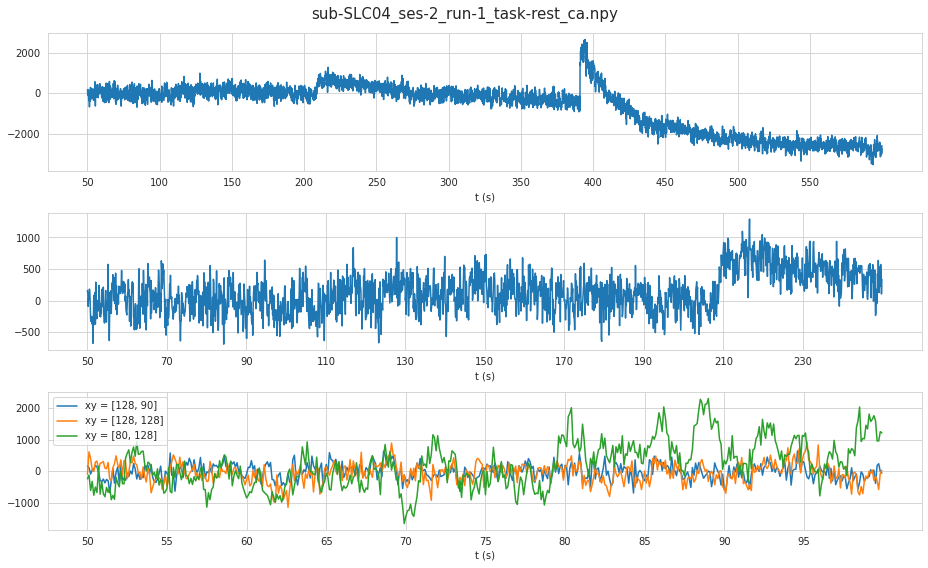 sub-SLC04_ses-2_run-1_task-rest_ca.npy
2000
0
−2000
50 100 150 200 250 300 350 400 450 500 550
t (s)
1000
500
0
−500
50 70 90 110 130 150 174 190 210 230
t (s)
xy = [128, 90]
xy = [128, 128]
xy = [80, 128]
2000
1000
0
−1000
50 55 60 65 70 75 80 85 90 95
t (s)